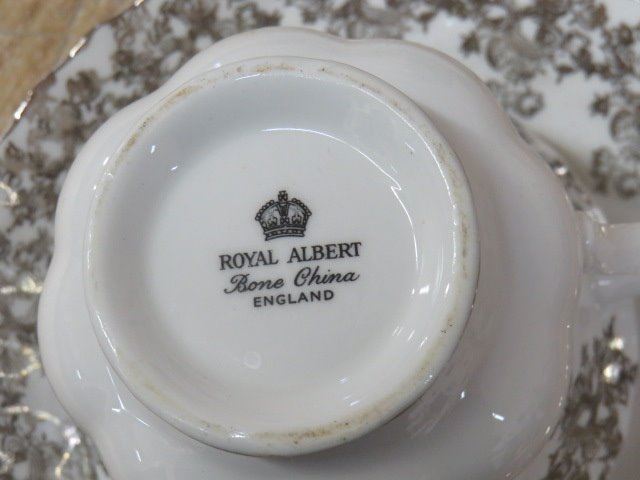 ROYAL ALBERT
Bone China
ENGLAND